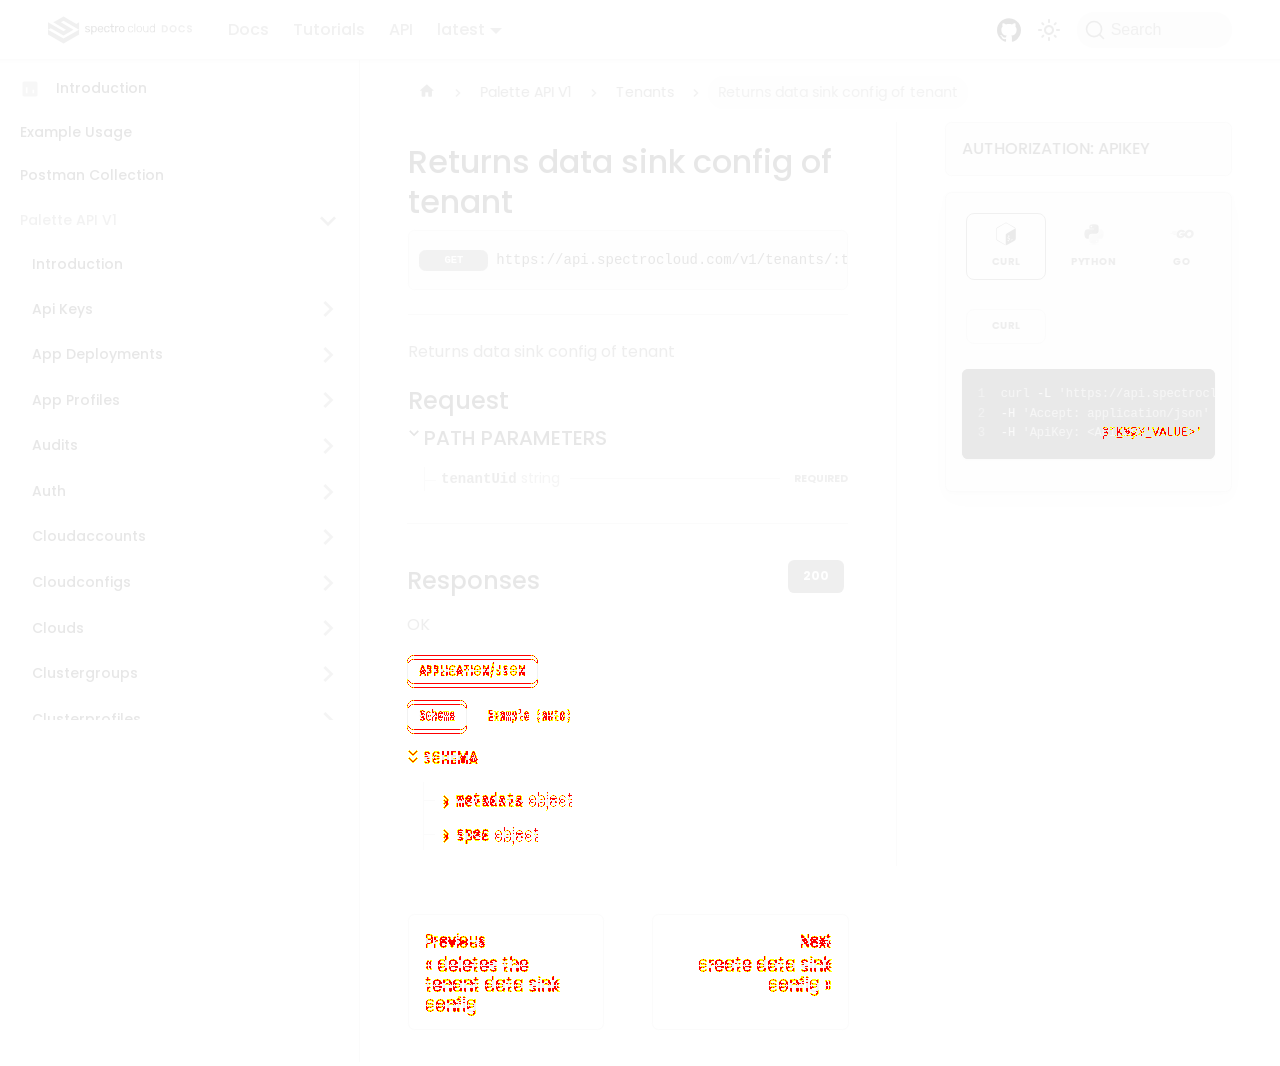 spectro cloud DOCS
Docs
Tutorials
API
latest
Search
Introduction
Example Usage
Postman Collection
Palette API V1
Introduction
Api Keys
App Deployments
App Profiles
Audits
Auth
Cloudaccounts
Cloudconfigs
Clouds
Clustergroups
Clusterprofiles
Palette API V1
Tenants
Returns data sink config of tenant
Returns data sink config of
tenant
GET https://api.spectrocloud.com/v1/tenants/:t
Returns data sink config of tenant
Request
PATH PARAMETERS
tenantUid string
REQUIRED
Responses
200
OK
APPLICATION/JSON
Schema
Example (auto)
SCHEMA
metadata object
spec object
Previous
« deletes the
tenant data sink
config
Next
create data sink
config »
AUTHORIZATION: APIKEY
CURL
PYTHON
GO
GO
CURL
1 curl -L 'https://api.spectrocl
2 -H 'Accept: application/json'
3 -H 'ApiKey: